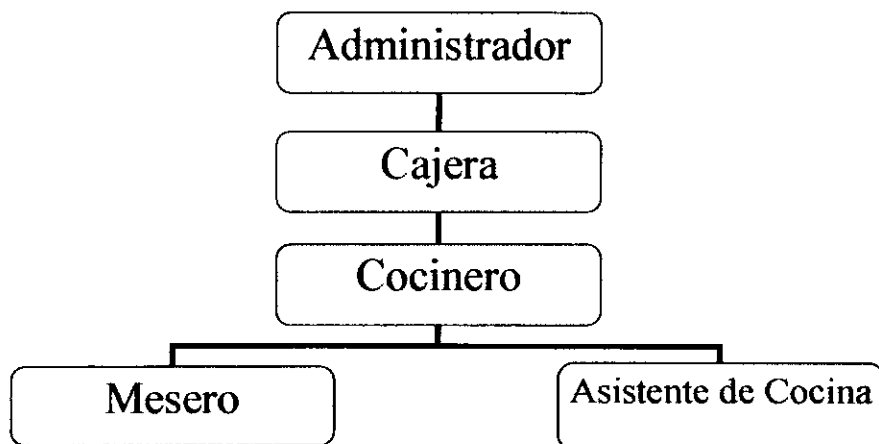 Administrador
Cajera
Cocinero
Mesero
Asistente de Cocina